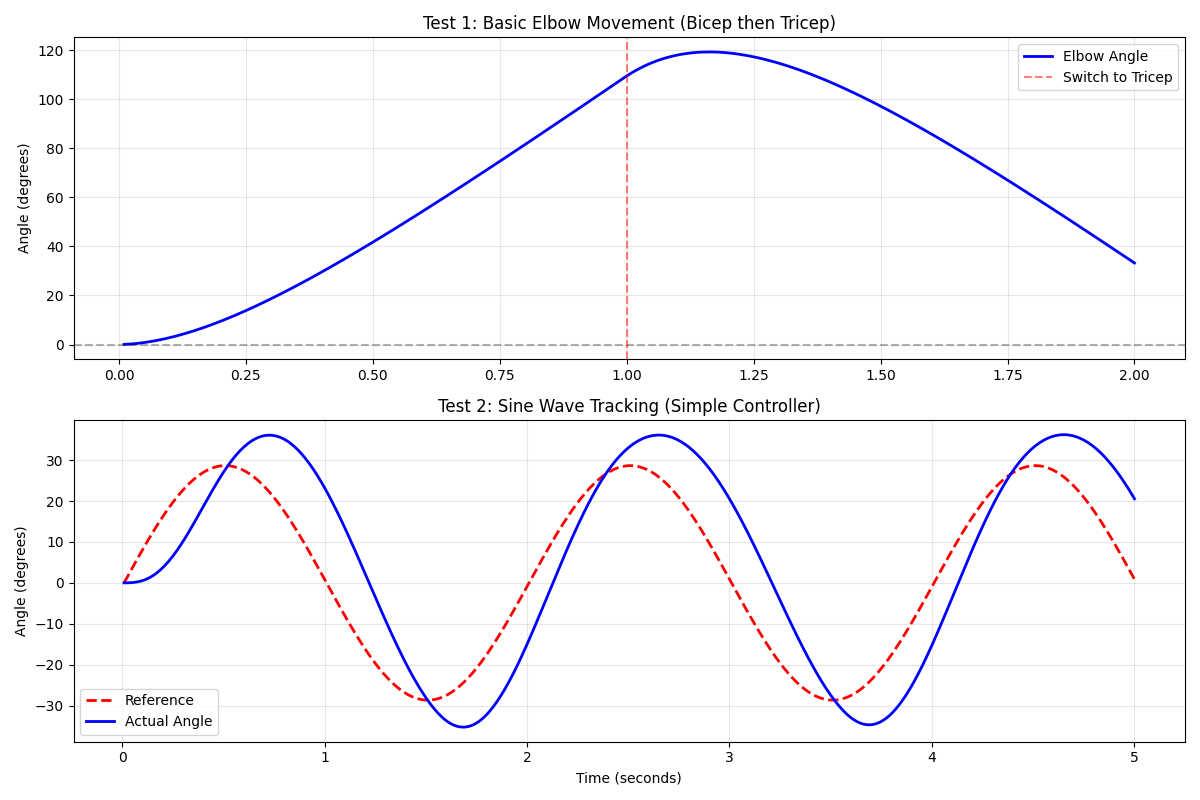 Test 1: Basic Elbow Movement (Bicep then Tricep)
Angle (degrees)
120
100
80
60
40
20
0
Elbow Angle
Switch to Tricep
0.00 0.25 0.50 0.75 1.00 1.25 1.50 1.75 2.00
Test 2: Sine Wave Tracking (Simple Controller)
Angle (degrees)
30
20
10
0
−10
−20
−30
Reference
Actual Angle
0 1 2 3 4 5
Time (seconds)